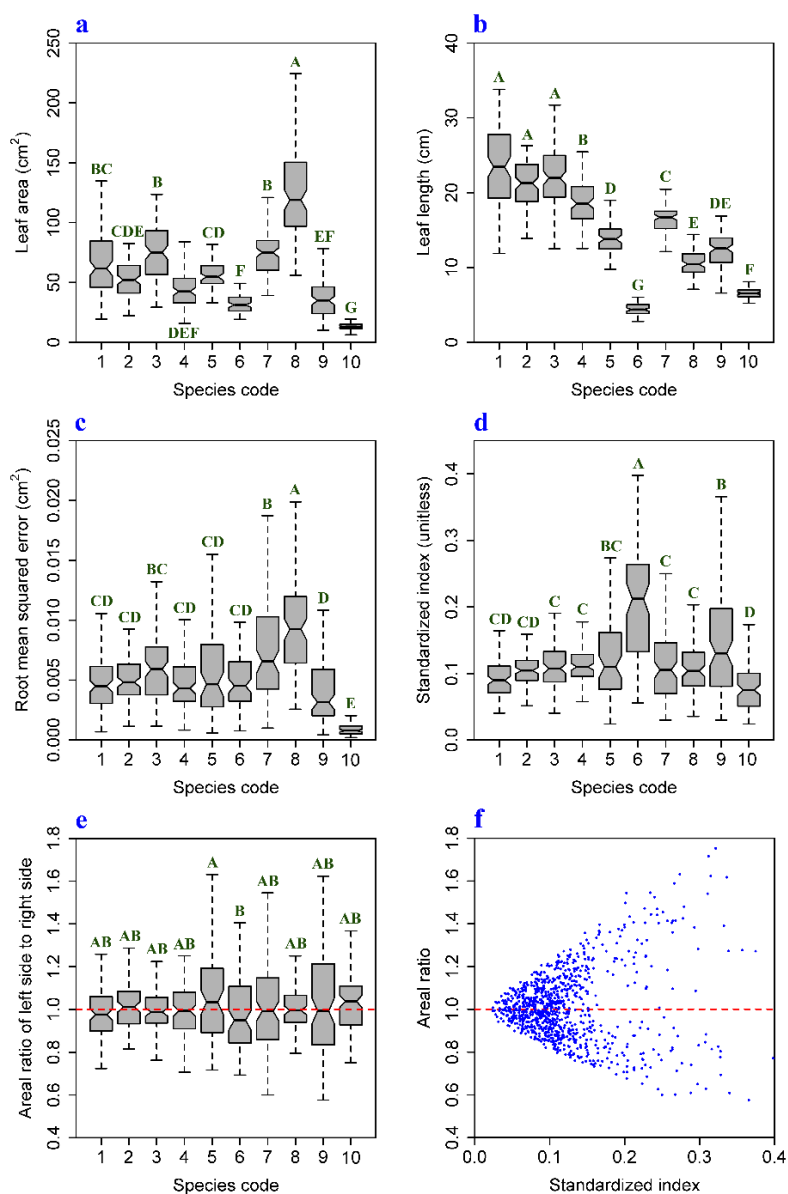 a
Leaf area (cm²)
0 50 100 150 200 250
BC CDE B DEF CD F B A EF G
1 2 3 4 5 6 7 8 9 10
Species code
b
Leaf length (cm)
0 10 20 30 40
A A A B D G C E DE F
1 2 3 4 5 6 7 8 9 10
Species code
c
Root mean squared error (cm²)
0.000 0.005 0.010 0.015 0.020 0.025
CD CD BC CD CD CD B A D E
1 2 3 4 5 6 7 8 9 10
Species code
d
Standardized index (unitless)
0.0 0.1 0.2 0.3 0.4
CD CD C C BC A C C B D
1 2 3 4 5 6 7 8 9 10
Species code
e
Areal ratio of left side to right side
0.4 0.6 0.8 1.0 1.2 1.4 1.6 1.8
AB AB AB AB A B AB AB AB AB
1 2 3 4 5 6 7 8 9 10
Species code
f
Areal ratio
0.4 0.6 0.8 1.0 1.2 1.4 1.6 1.8
0.0 0.1 0.2 0.3 0.4
Standardized index